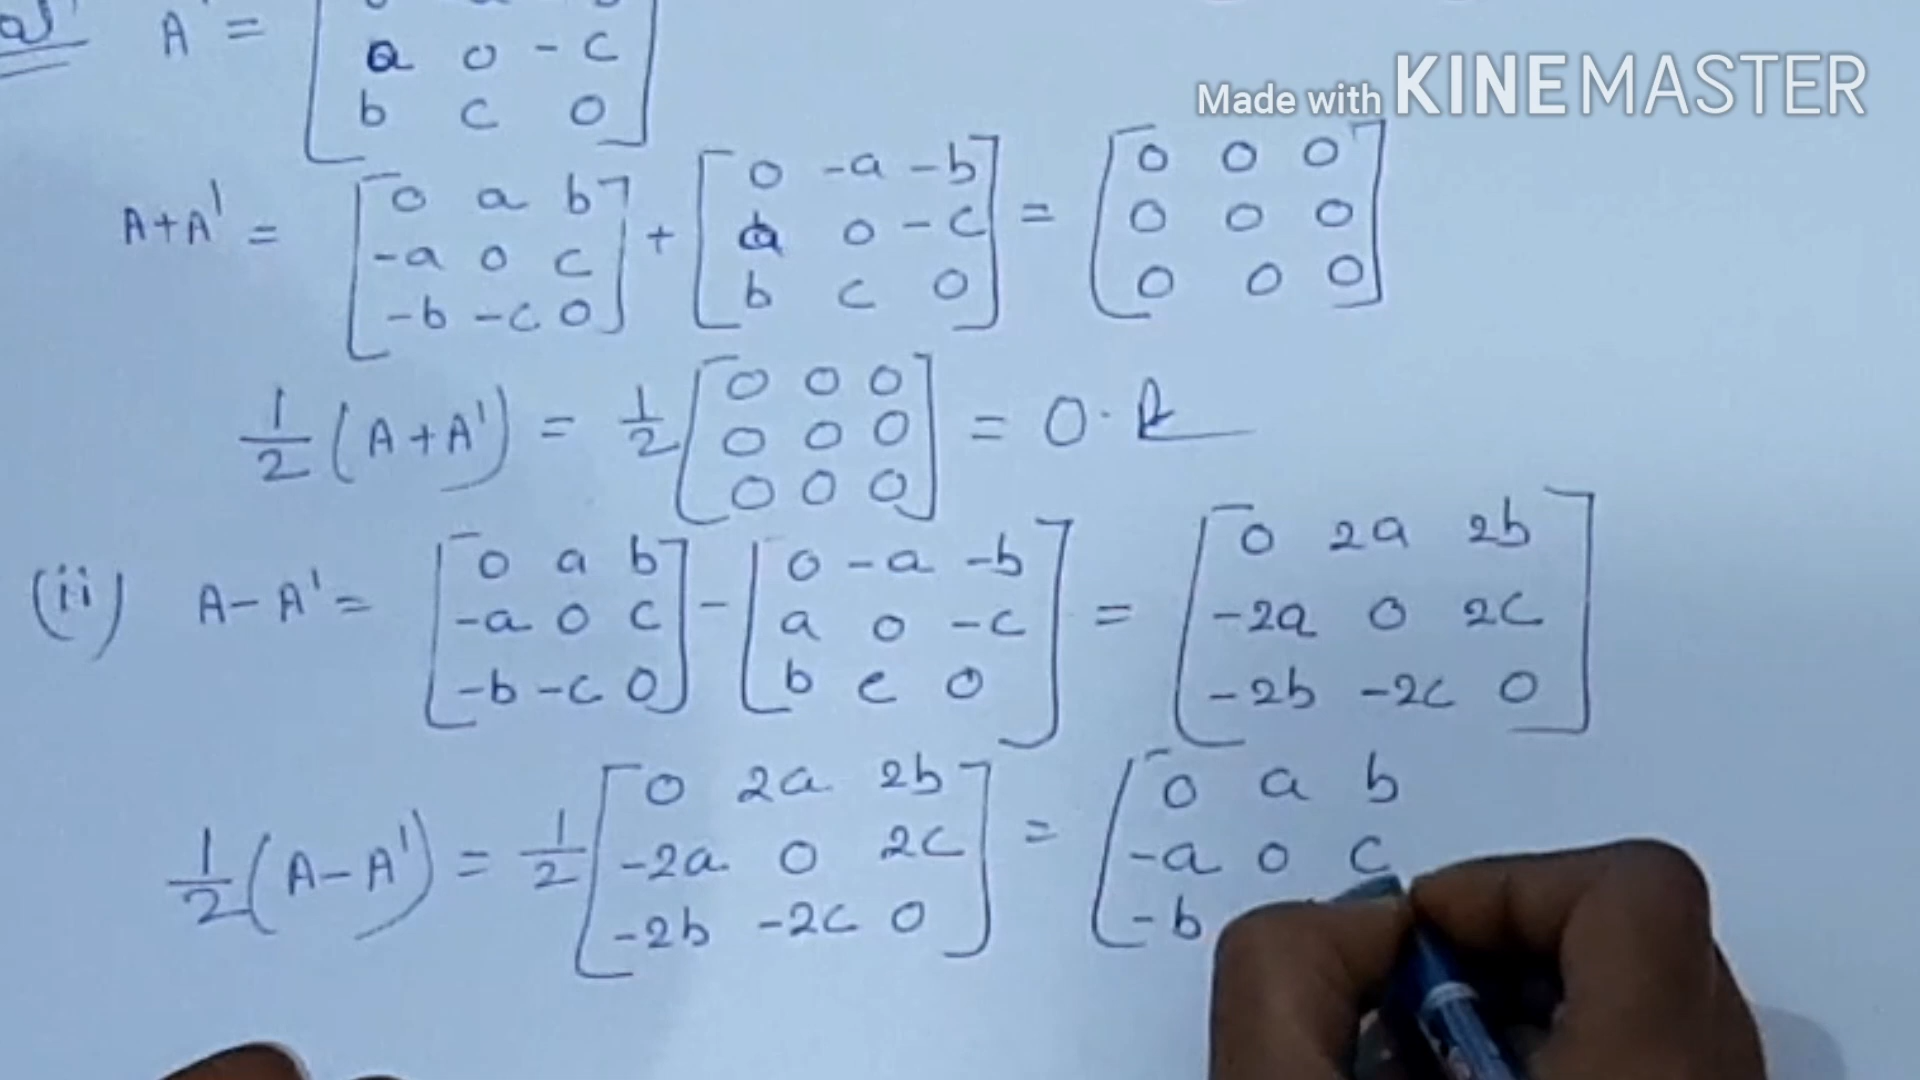 Made with KINEMASTER
A =
a 0 -c
b c 0
A+A' = [0 a b] + [0 -a -b] = [0 0 0]
[-a 0 c] [a 0 -c] [0 0 0]
[-b -c 0] [b c 0] [0 0 0]
1/2 (A+A') = 1/2 [0 0 0] = 0.
[0 0 0]
[0 0 0]
(ii) A-A' = [0 a b] - [0 -a -b] = [0 2a 2b]
[-a 0 c] [a 0 -c] [-2a 0 2c]
[-b -c 0] [b c 0] [-2b -2c 0]
1/2 (A-A') = 1/2 [0 2a 2b] = [0 a b
[-2a 0 2c] [-a 0 c
[-2b -2c 0] [-b